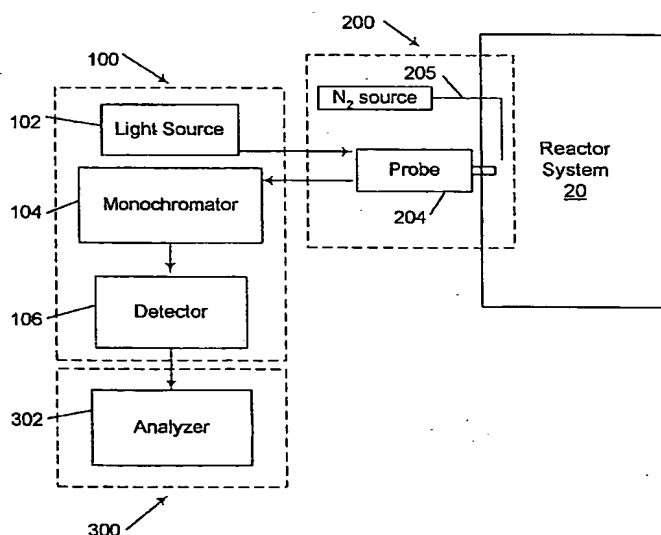 200
100
205
N₂ source
102
Light Source
Reactor
System
20
Probe
104
Monochromator
204
106
Detector
302
Analyzer
300